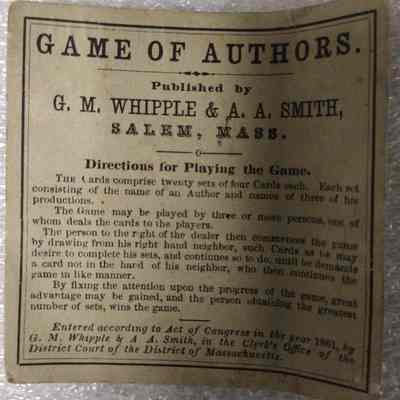 GAME OF AUTHORS.
Published by
G. M. WHIPPLE & A. A. SMITH,
SALEM, MASS.
Directions for Playing the Game.
THE Cards comprise twenty sets of four Cards each. Each set
consisting of the name of an Author and names of three of his
productions.
The Game may be played by three or more persons, one of
whom deals the cards to the players.
The person to the right of the dealer then commences the game
by drawing from his right hand neighbor, such Cards as he may
desire to complete his sets, and continues so to do, until he demands
a card not in the hand of his neighbor, who then continues the
game in like manner.
By fixing the attention upon the progress of the game, great
advantage may be gained, and the person obtaining the greatest
number of sets, wins the game.
Entered according to Act of Congress in the year 1861, by
G. M. Whipple & A A. Smith, in the Clerk's Office of the
District Court of the District of Massachusetts.